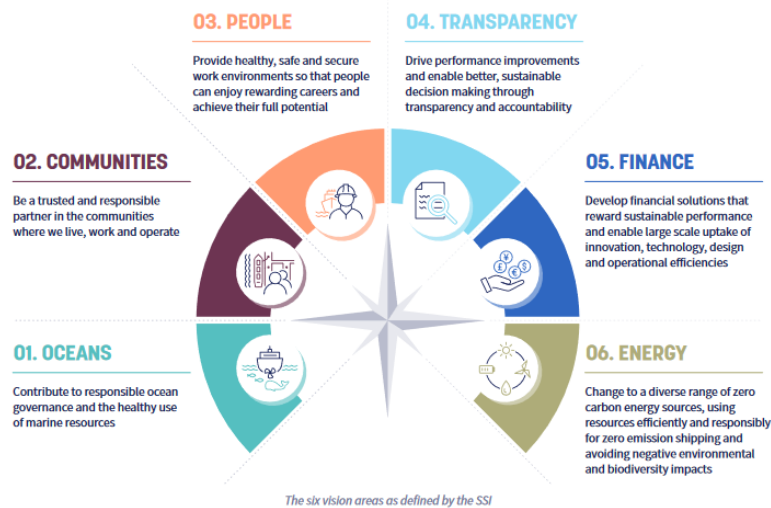 03. PEOPLE
Provide healthy, safe and secure
work environments so that people
can enjoy rewarding careers and
achieve their full potential
04. TRANSPARENCY
Drive performance improvements
and enable better, sustainable
decision making through
transparency and accountability
02. COMMUNITIES
Be a trusted and responsible
partner in the communities
where we live, work and operate
05. FINANCE
Develop financial solutions that
reward sustainable performance
and enable large scale uptake of
innovation, technology, design
and operational efficiencies
¥
£
€
$
01. OCEANS
Contribute to responsible ocean
governance and the healthy use
of marine resources
06. ENERGY
Change to a diverse range of zero
carbon energy sources, using
resources efficiently and responsibly
for zero emission shipping and
avoiding negative environmental
and biodiversity impacts
The six vision areas as defined by the SSI